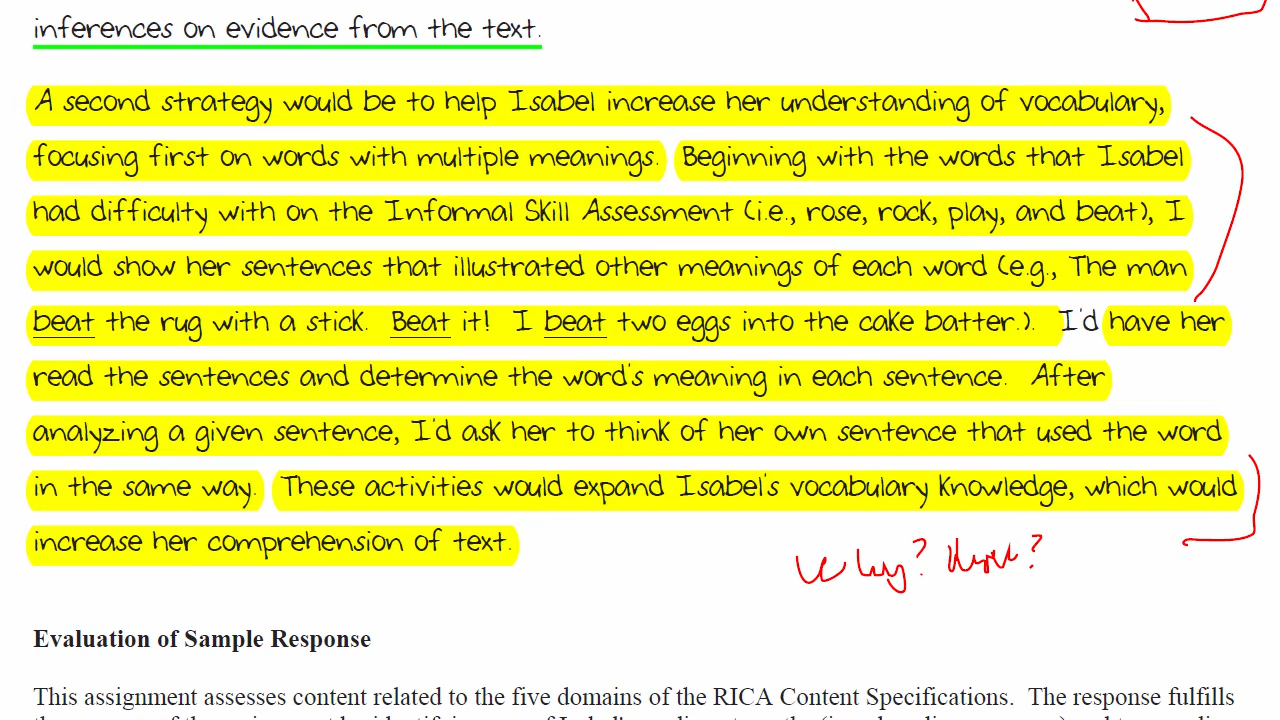 inferences on evidence from the text.
A second strategy would be to help Isabel increase her understanding of vocabulary,
focusing first on words with multiple meanings. Beginning with the words that Isabel
had difficulty with on the Informal Skill Assessment (i.e., rose, rock, play, and beat), I
would show her sentences that illustrated other meanings of each word (e.g., The man
beat the rug with a stick. Beat it! I beat two eggs into the cake batter.). I'd have her
read the sentences and determine the word's meaning in each sentence. After
analyzing a given sentence, I'd ask her to think of her own sentence that used the word
in the same way. These activities would expand Isabel's vocabulary knowledge, which would
increase her comprehension of text.
Why? How?
Evaluation of Sample Response
This assignment assesses content related to the five domains of the RICA Content Specifications. The response fulfills